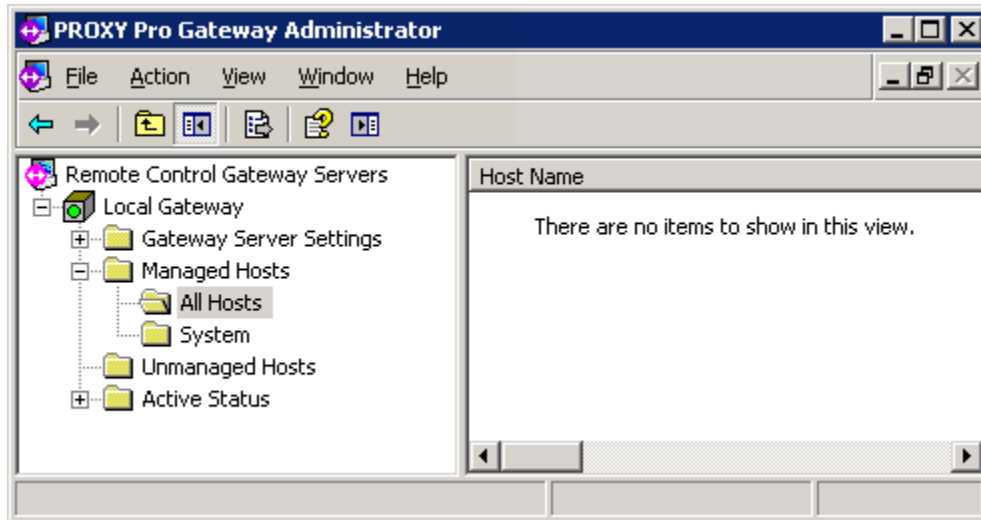 PROXY Pro Gateway Administrator
File Action View Window Help
Remote Control Gateway Servers
Local Gateway
Gateway Server Settings
Managed Hosts
All Hosts
System
Unmanaged Hosts
Active Status
Host Name
There are no items to show in this view.